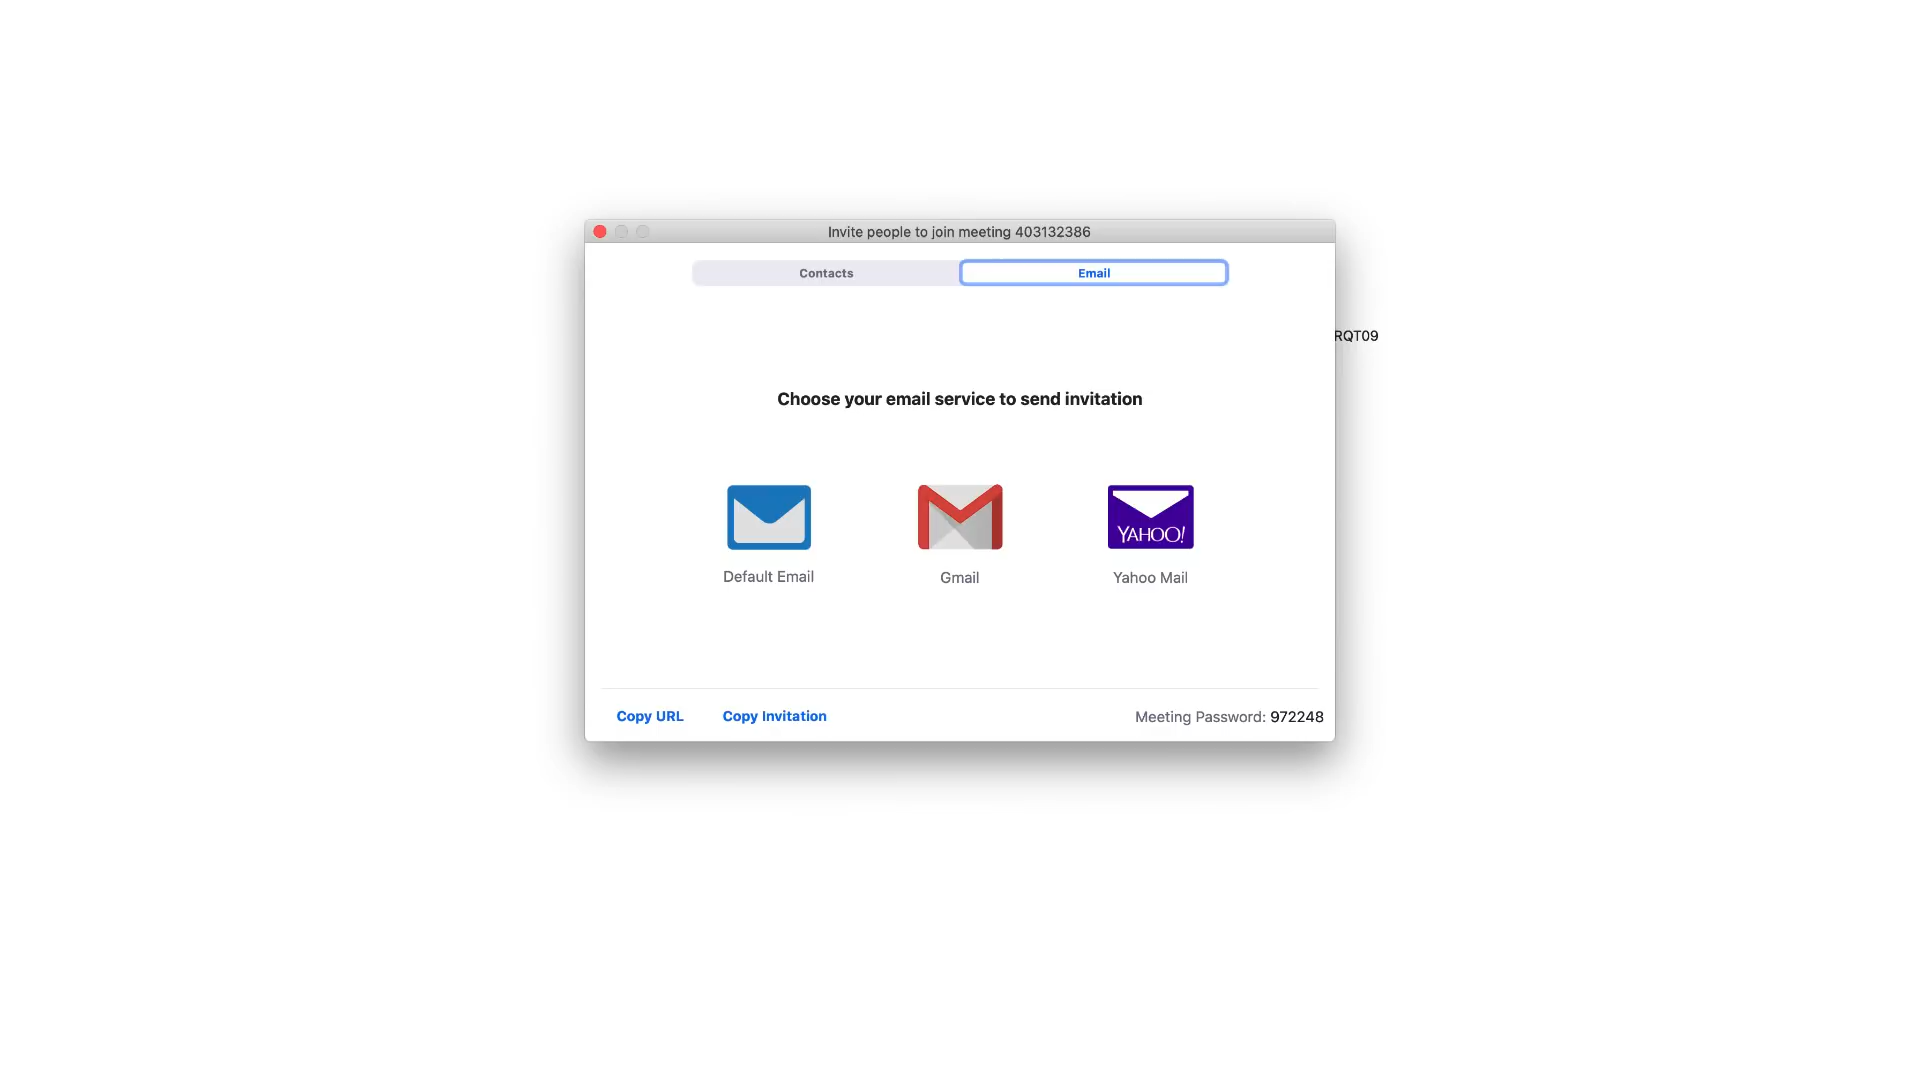 Invite people to join meeting 403132386
Contacts Email
RQT09
Choose your email service to send invitation
YAHOO!
Default Email Gmail Yahoo Mail
Copy URL Copy Invitation Meeting Password: 972248